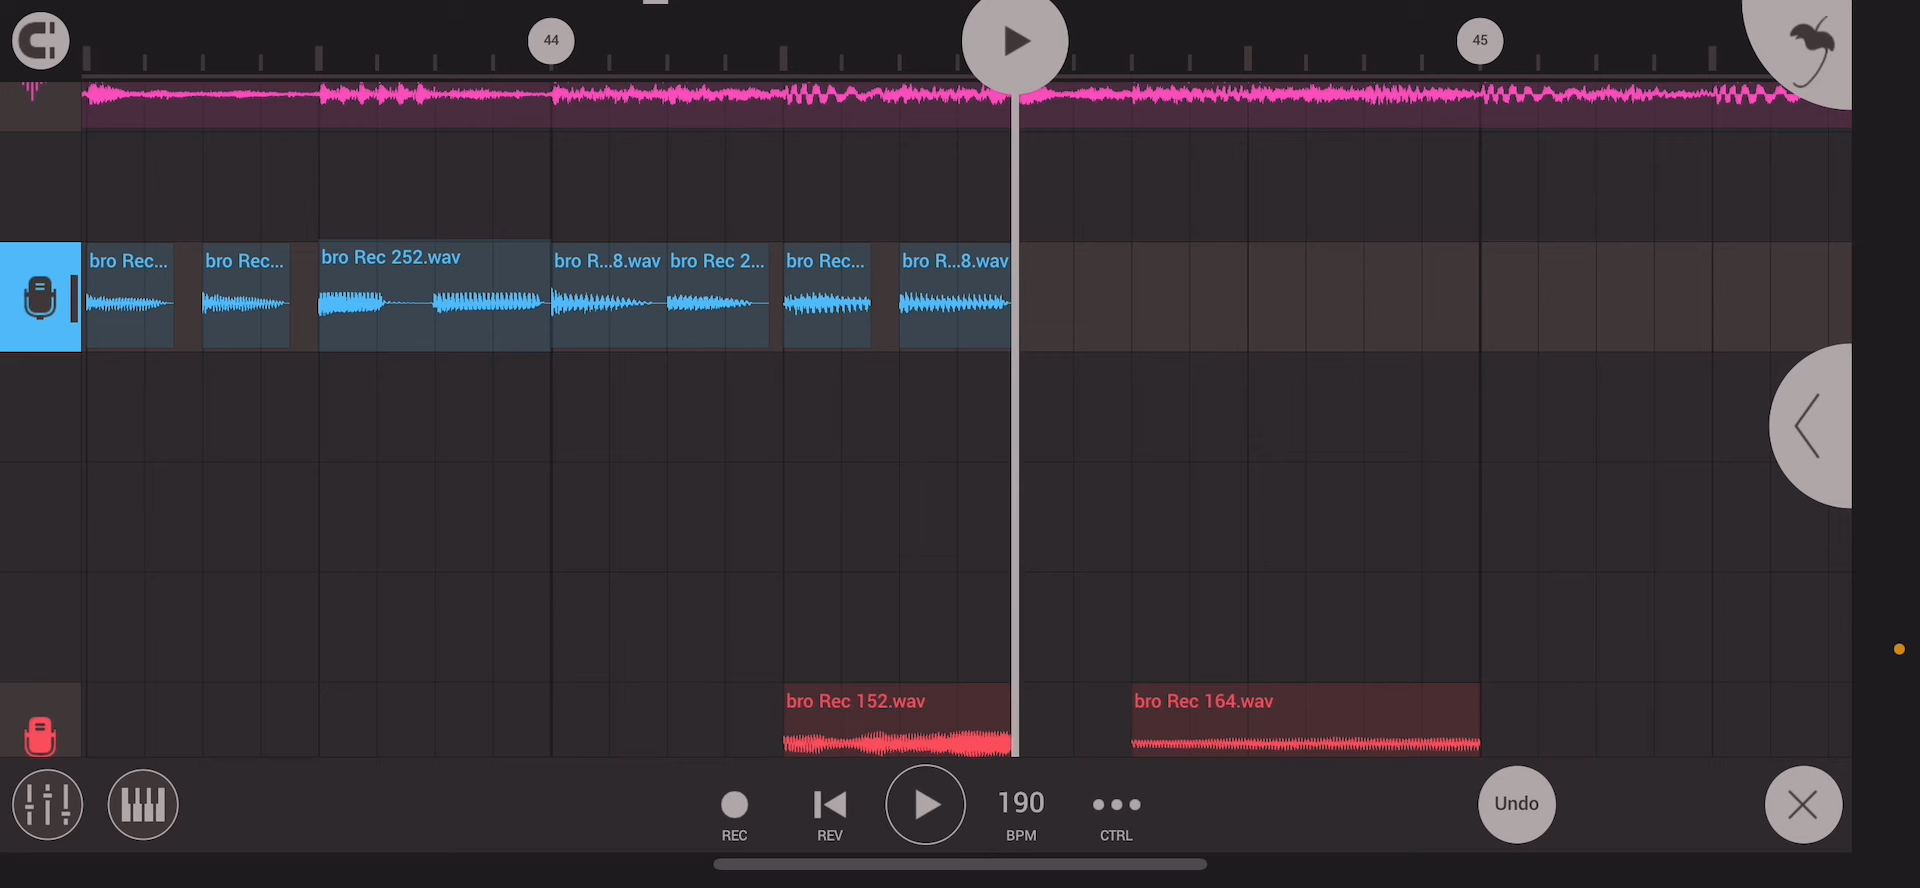 44
45
bro Rec...
bro Rec...
bro Rec 252.wav
bro R...8.wav
bro Rec 2...
bro Rec...
bro R...8.wav
bro Rec 152.wav
bro Rec 164.wav
190
Undo
REC
REV
BPM
CTRL